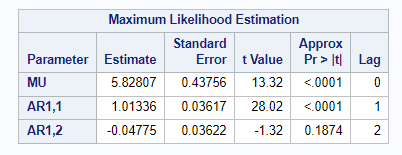 Maximum Likelihood Estimation
Parameter Estimate Standard Error t Value Approx Pr > |t| Lag
MU 5.82807 0.43756 13.32 <.0001 0
AR1,1 1.01336 0.03617 28.02 <.0001 1
AR1,2 -0.04775 0.03622 -1.32 0.1874 2